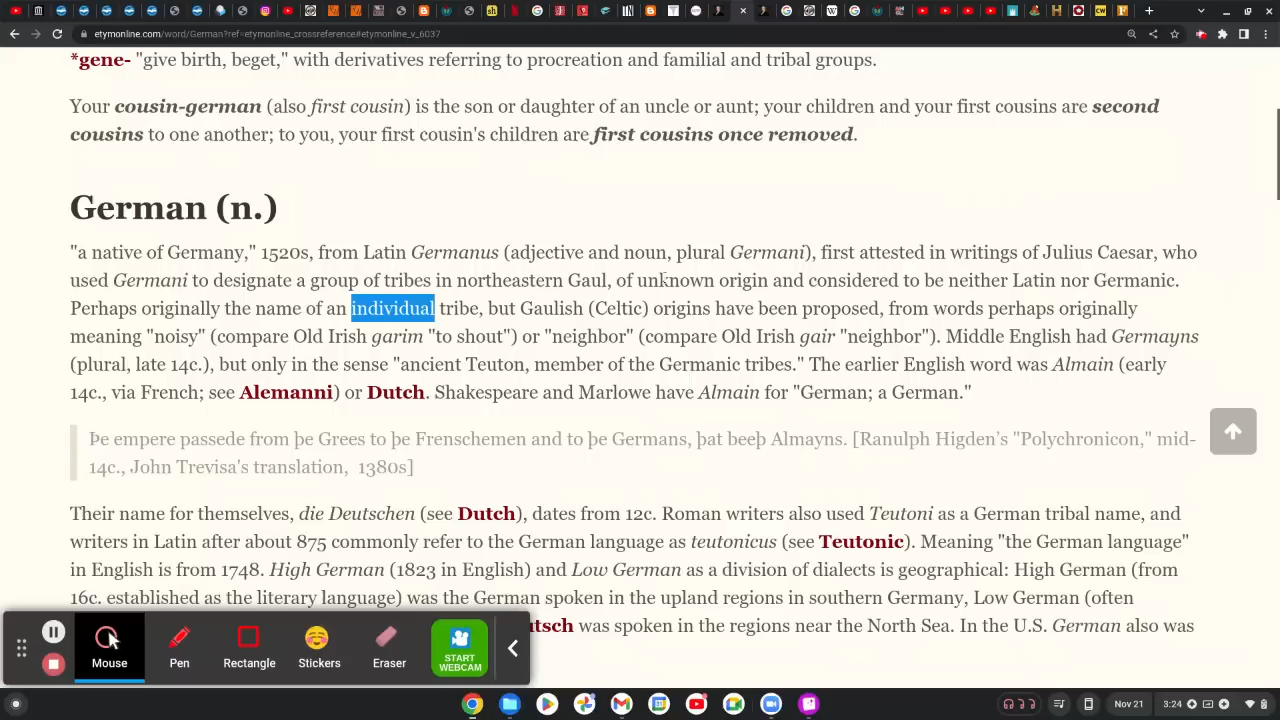 etymonline.com/word/German?ref=etymonline_crossreference#etymonline_v_6037
*gene- "give birth, beget," with derivatives referring to procreation and familial and tribal groups.
Your cousin-german (also first cousin) is the son or daughter of an uncle or aunt; your children and your first cousins are second
cousins to one another; to you, your first cousin's children are first cousins once removed.
German (n.)
"a native of Germany," 1520s, from Latin Germanus (adjective and noun, plural Germani), first attested in writings of Julius Caesar, who
used Germani to designate a group of tribes in northeastern Gaul, of unknown origin and considered to be neither Latin nor Germanic.
Perhaps originally the name of an individual tribe, but Gaulish (Celtic) origins have been proposed, from words perhaps originally
meaning "noisy" (compare Old Irish garim "to shout") or "neighbor" (compare Old Irish gair "neighbor"). Middle English had Germayns
(plural, late 14c.), but only in the sense "ancient Teuton, member of the Germanic tribes." The earlier English word was Almain (early
14c., via French; see Alemanni) or Dutch. Shakespeare and Marlowe have Almain for "German; a German."
Þe empere passede from þe Grees to þe Frenschemen and to þe Germans, þat beeþ Almayns. [Ranulph Higden’s "Polychronicon," mid-
14c., John Trevisa's translation, 1380s]
Their name for themselves, die Deutschen (see Dutch), dates from 12c. Roman writers also used Teutoni as a German tribal name, and
writers in Latin after about 875 commonly refer to the German language as teutonicus (see Teutonic). Meaning "the German language"
in English is from 1748. High German (1823 in English) and Low German as a division of dialects is geographical: High German (from
16c. established as the literary language) was the German spoken in the upland regions in southern Germany, Low German (often
utsch was spoken in the regions near the North Sea. In the U.S. German also was
Mouse
Pen
Rectangle
Stickers
Eraser
START
WEBCAM
Nov 21
3:24